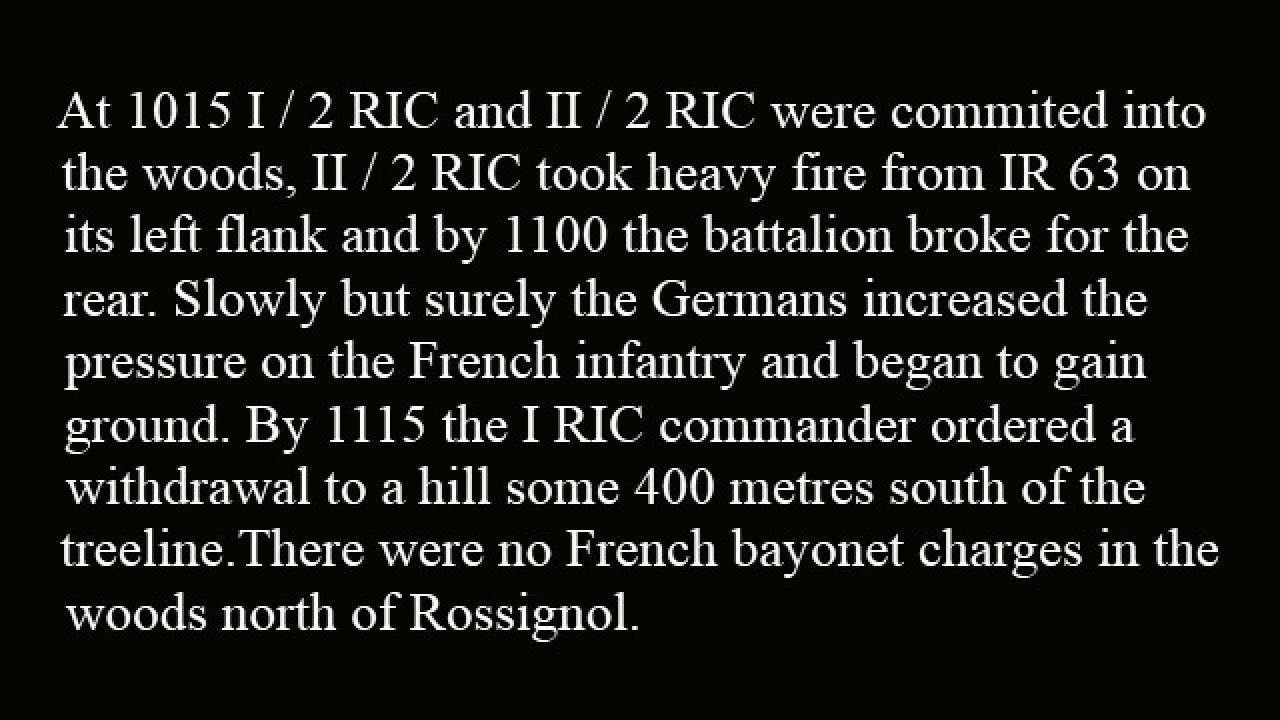 At 1015 I / 2 RIC and II / 2 RIC were commited into
the woods, II / 2 RIC took heavy fire from IR 63 on
its left flank and by 1100 the battalion broke for the
rear. Slowly but surely the Germans increased the
pressure on the French infantry and began to gain
ground. By 1115 the I RIC commander ordered a
withdrawal to a hill some 400 metres south of the
treeline.There were no French bayonet charges in the
woods north of Rossignol.